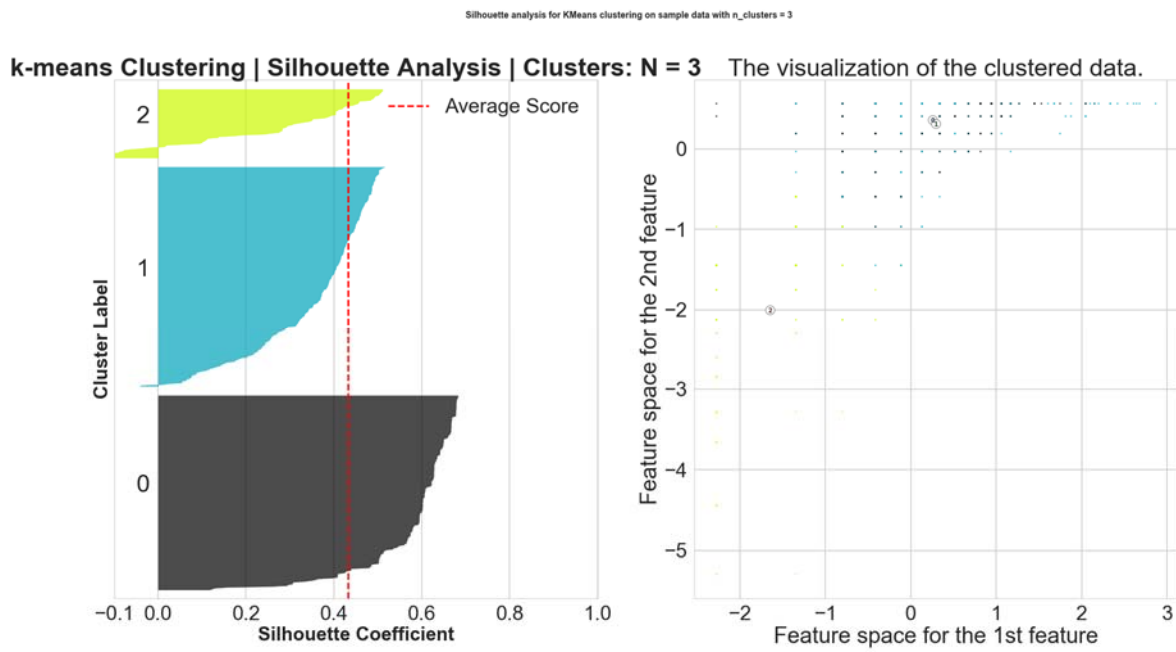 Silhouette analysis for KMeans clustering on sample data with n_clusters = 3
k-means Clustering | Silhouette Analysis | Clusters: N = 3
Average Score
2
1
0
Cluster Label
−0.1 0.0 0.2 0.4 0.6 0.8 1.0
Silhouette Coefficient
The visualization of the clustered data.
0
−1
−2
−3
−4
−5
Feature space for the 2nd feature
1
2
−2 −1 0 1 2 3
Feature space for the 1st feature